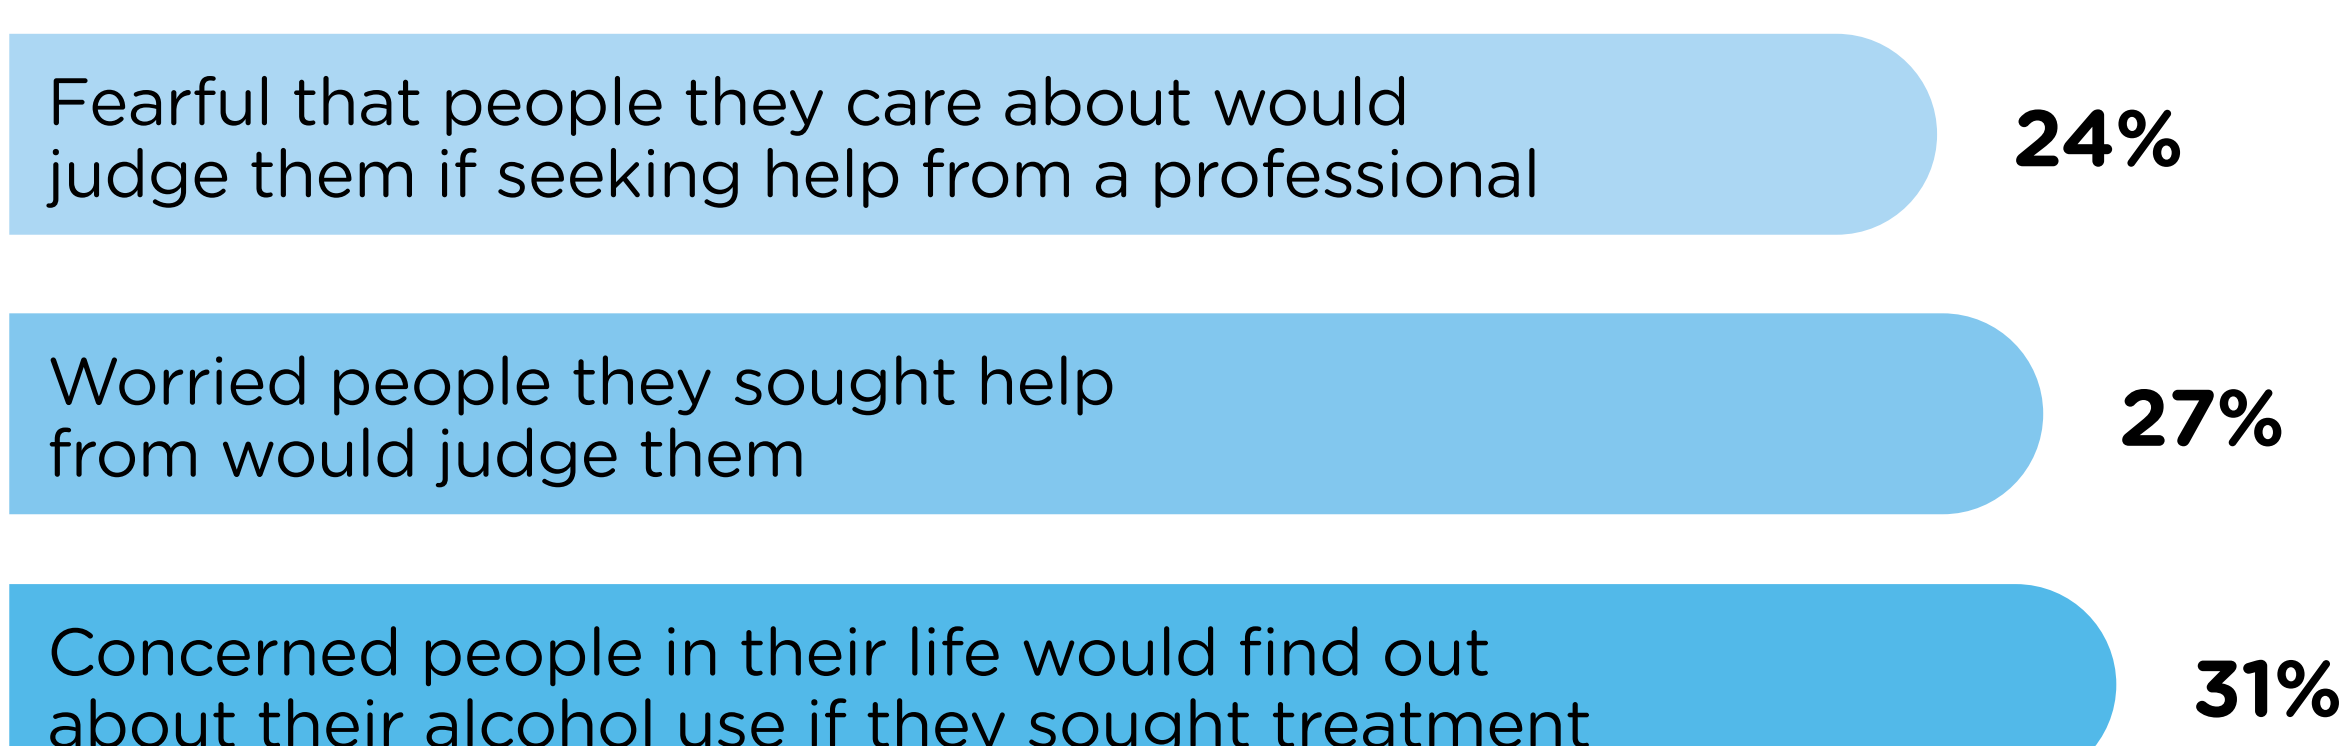 Fearful that people they care about would
judge them if seeking help from a professional
24%
Worried people they sought help
from would judge them
27%
Concerned people in their life would find out
about their alcohol use if they sought treatment
31%